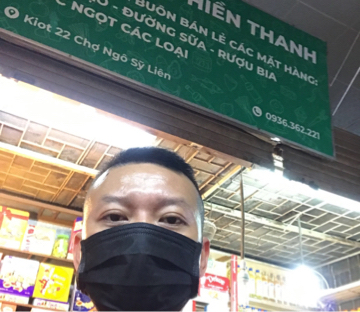 HIỀN THANH
BUÔN BÁN LẺ CÁC MẶT HÀNG:
- ĐƯỜNG SỮA - RƯỢU BIA
C NGỌT CÁC LOẠI
Kiot 22 Chợ Ngô Sỹ Liên
0936.362.221